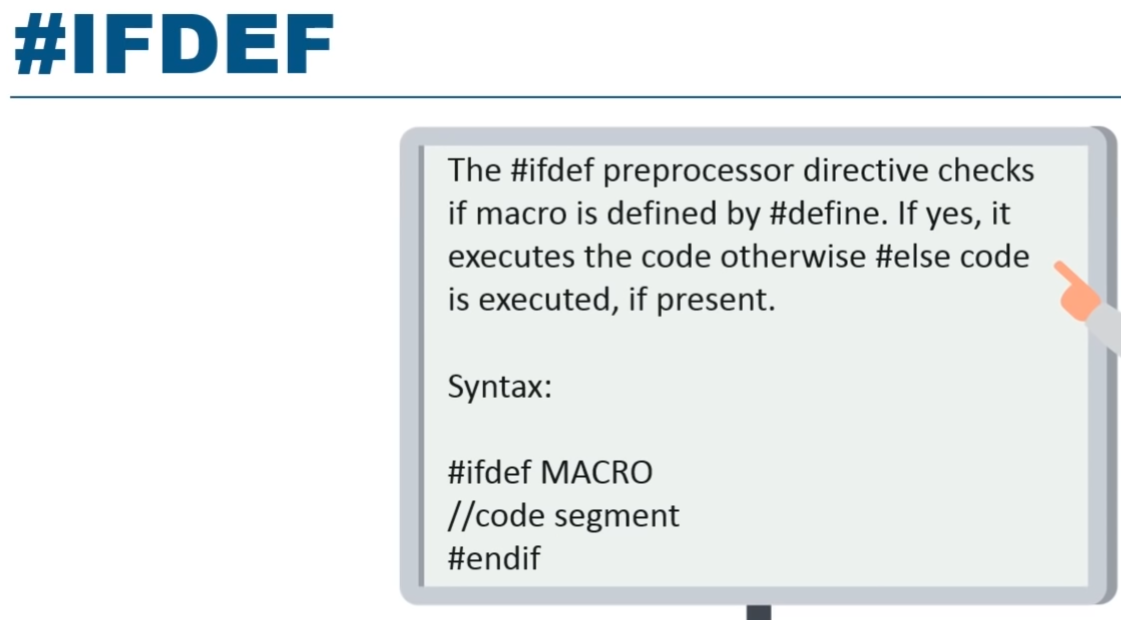 #IFDEF
The #ifdef preprocessor directive checks
if macro is defined by #define. If yes, it
executes the code otherwise #else code
is executed, if present.
Syntax:
#ifdef MACRO
//code segment
#endif